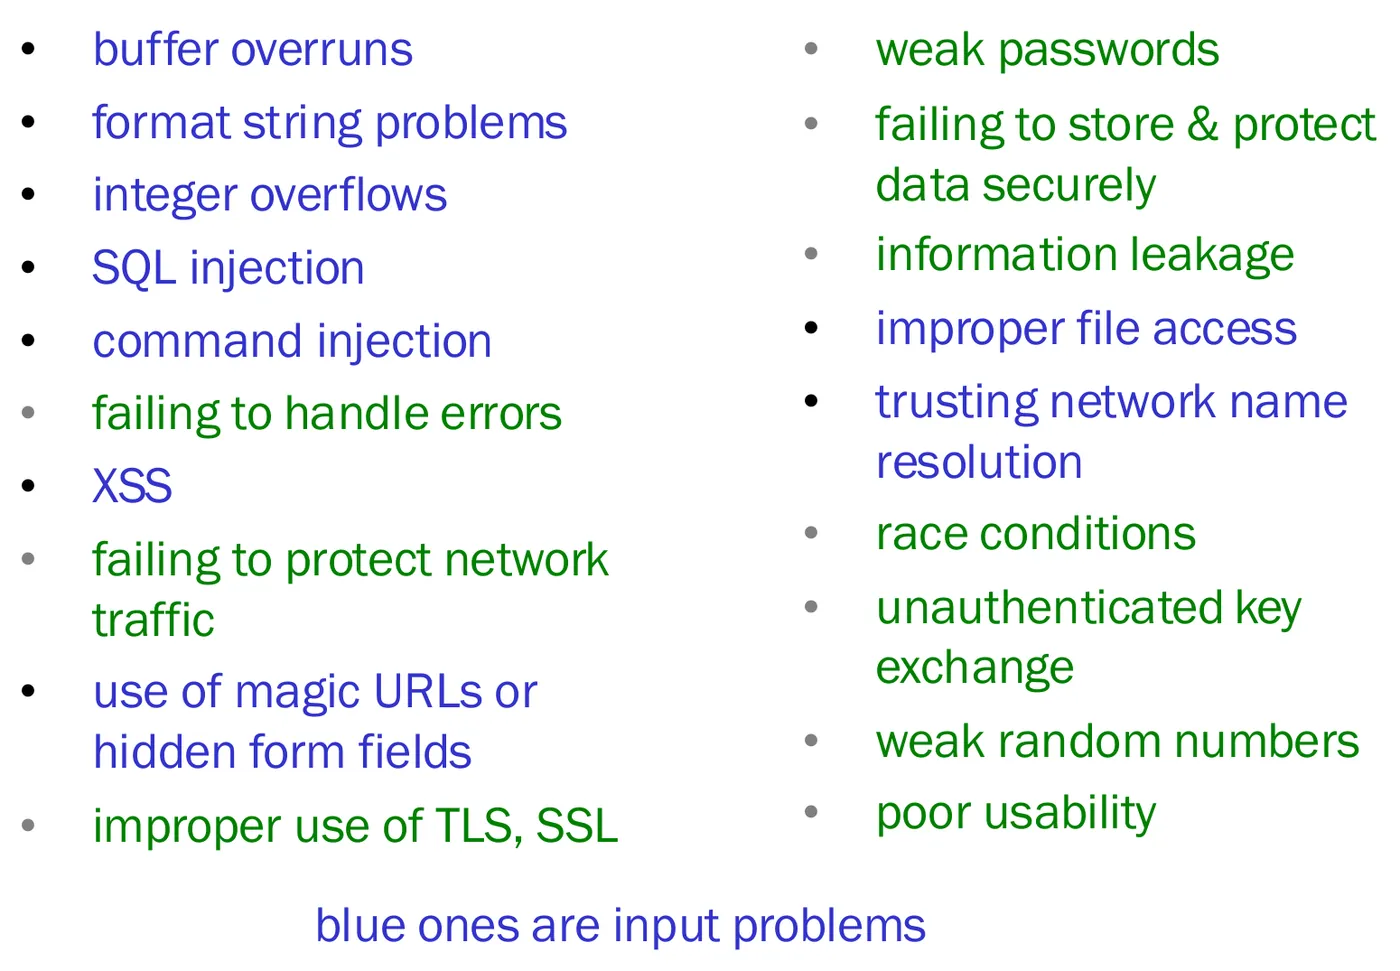 • buffer overruns
• format string problems
• integer overflows
• SQL injection
• command injection
• failing to handle errors
• XSS
• failing to protect network
traffic
• use of magic URLs or
hidden form fields
• improper use of TLS, SSL
• weak passwords
• failing to store & protect
data securely
• information leakage
• improper file access
• trusting network name
resolution
• race conditions
• unauthenticated key
exchange
• weak random numbers
• poor usability
blue ones are input problems